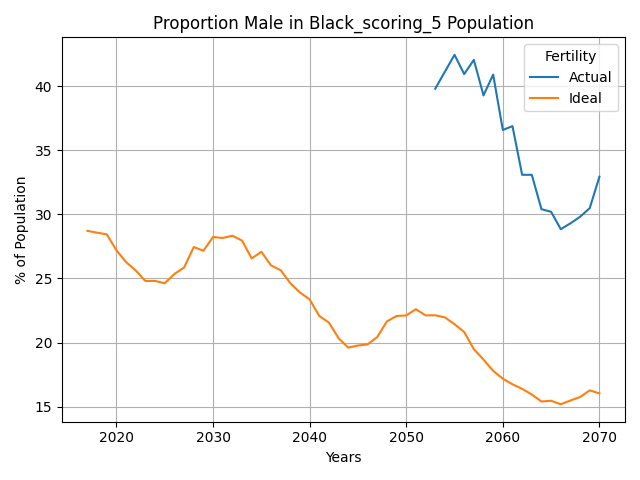 Proportion Male in Black_scoring_5 Population
Fertility
Actual
Ideal
% of Population
40
35
30
25
20
15
2020
2030
2040
2050
2060
2070
Years